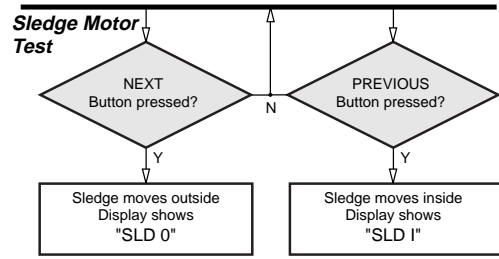 Sledge Motor
Test
NEXT
Button pressed?
N
PREVIOUS
Button pressed?
Y
Y
Sledge moves outside
Display shows
"SLD 0"
Sledge moves inside
Display shows
"SLD I"